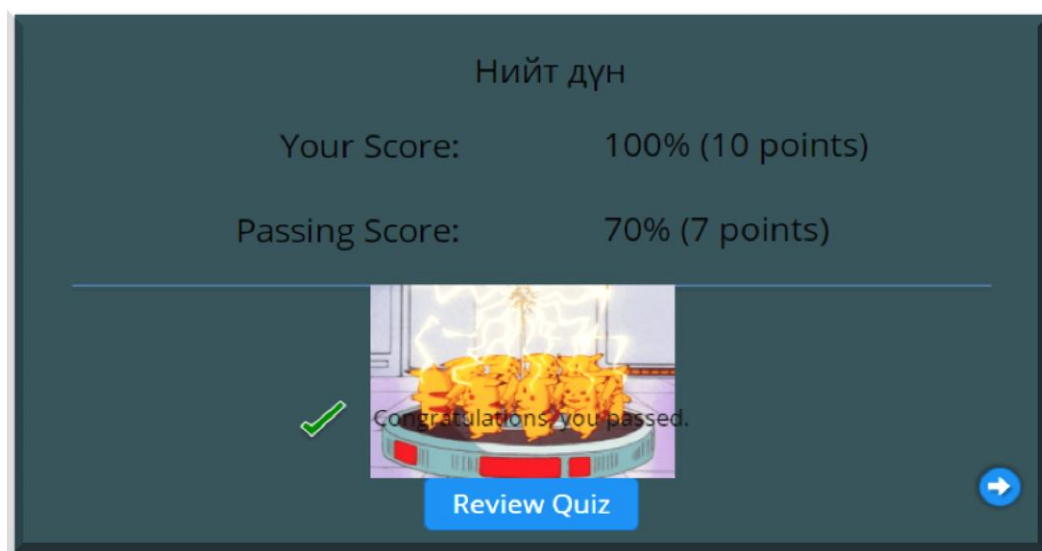 Нийт дүн
Your Score: 100% (10 points)
Passing Score: 70% (7 points)
Congratulations, you passed.
Review Quiz